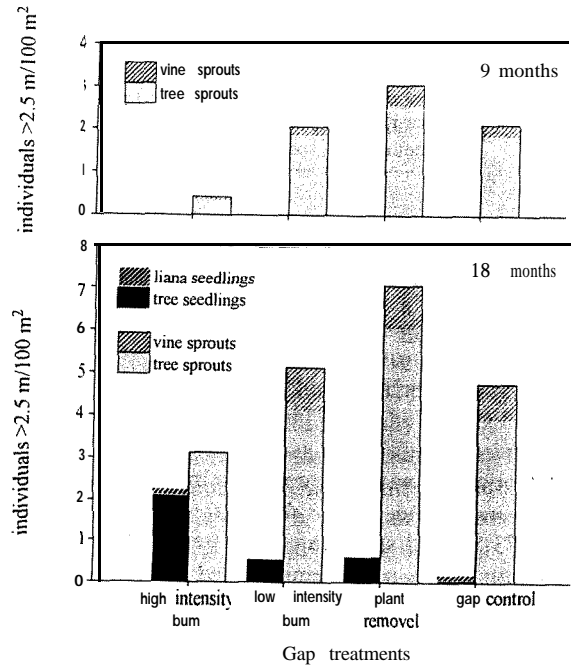 individuals >2.5 m/100 m²
4
3
2
1
0
vine sprouts
tree sprouts
9 months
individuals >2.5 m/100 m²
8
7
6
5
4
3
2
1
0
liana seedlings
tree seedlings
vine sprouts
tree sprouts
18 months
high intensity
bum
low intensity
bum
plant
removel
gap control
Gap treatments